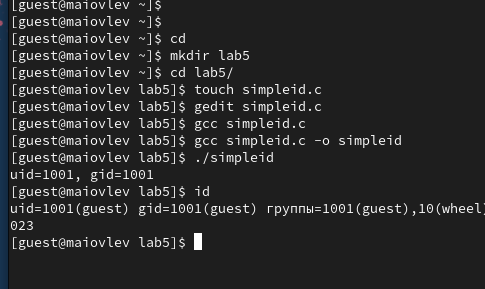 [guest@maiovlev ~]$
[guest@maiovlev ~]$
[guest@maiovlev ~]$ cd
[guest@maiovlev ~]$ mkdir lab5
[guest@maiovlev ~]$ cd lab5/
[guest@maiovlev lab5]$ touch simpleid.c
[guest@maiovlev lab5]$ gedit simpleid.c
[guest@maiovlev lab5]$ gcc simpleid.c
[guest@maiovlev lab5]$ gcc simpleid.c -o simpleid
[guest@maiovlev lab5]$ ./simpleid
uid=1001, gid=1001
[guest@maiovlev lab5]$ id
uid=1001(guest) gid=1001(guest) группы=1001(guest),10(wheel)
023
[guest@maiovlev lab5]$